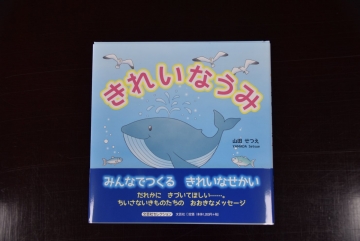 きれいなうみ
山田 せつえ
みんなでつくる きれいなせかい
だれかに きづいてほしい……
ちいさないきものたちの おおきなメッセージ